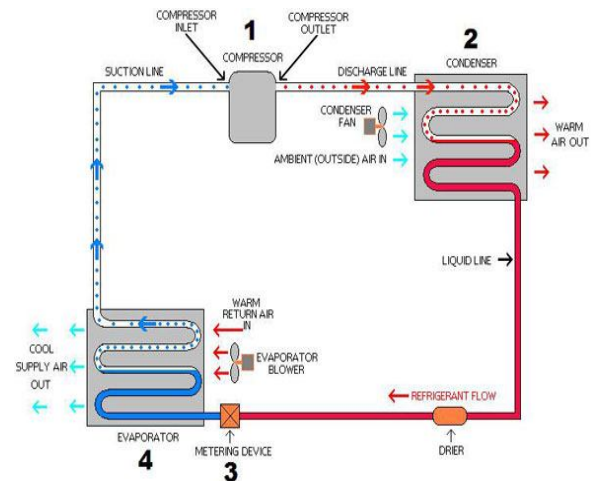 COMPRESSOR
INLET
1
COMPRESSOR
OUTLET
2
SUCTION LINE
COMPRESSOR
DISCHARGE LINE
CONDENSER
CONDENSER
FAN
WARM
AIR OUT
AMBIENT (OUTSIDE) AIR IN
LIQUID LINE
WARM
RETURN AIR
IN
COOL
SUPPLY AIR
OUT
EVAPORATOR
BLOWER
REFRIGERANT FLOW
EVAPORATOR
4
METERING DEVICE
3
DRIER